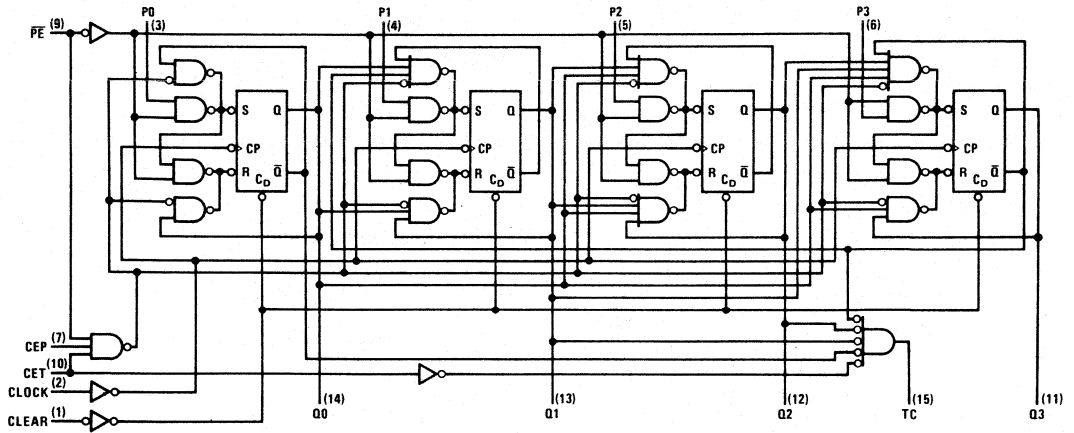 P0 P1 P2 P3
PE (9) (3) (4) (5) (6)
S Q S Q S Q S Q
CP CP CP CP
R CD Q R CD Q R CD Q R CD Q
CEP (7)
CET (10)
CLOCK (2)
CLEAR (1)
Q0 (14) Q1 (13) Q2 (12) TC (15) Q3 (11)